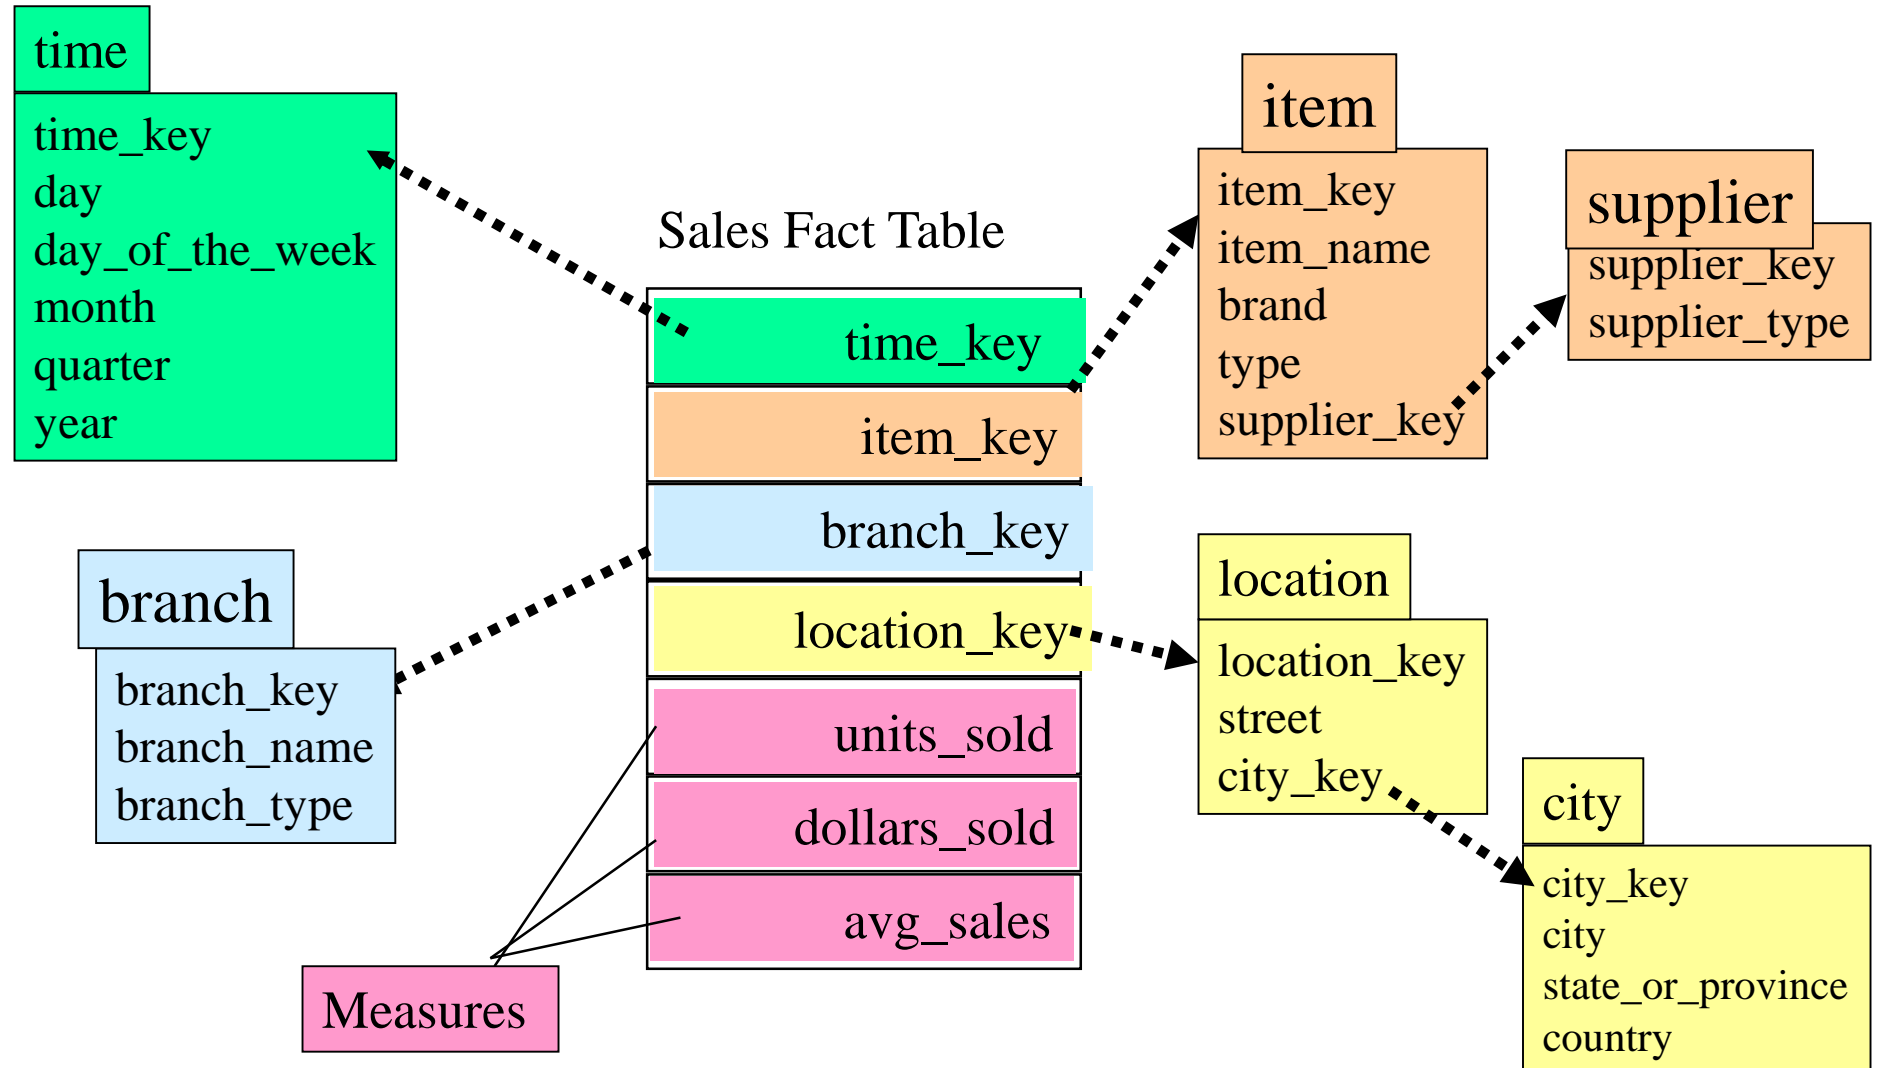 time
time_key
day
day_of_the_week
month
quarter
year
Sales Fact Table
time_key
item_key
branch_key
location_key
units_sold
dollars_sold
avg_sales
item
item_key
item_name
brand
type
supplier_key
supplier
supplier_key
supplier_type
branch
branch_key
branch_name
branch_type
location
location_key
street
city_key
city
city_key
city
state_or_province
country
Measures